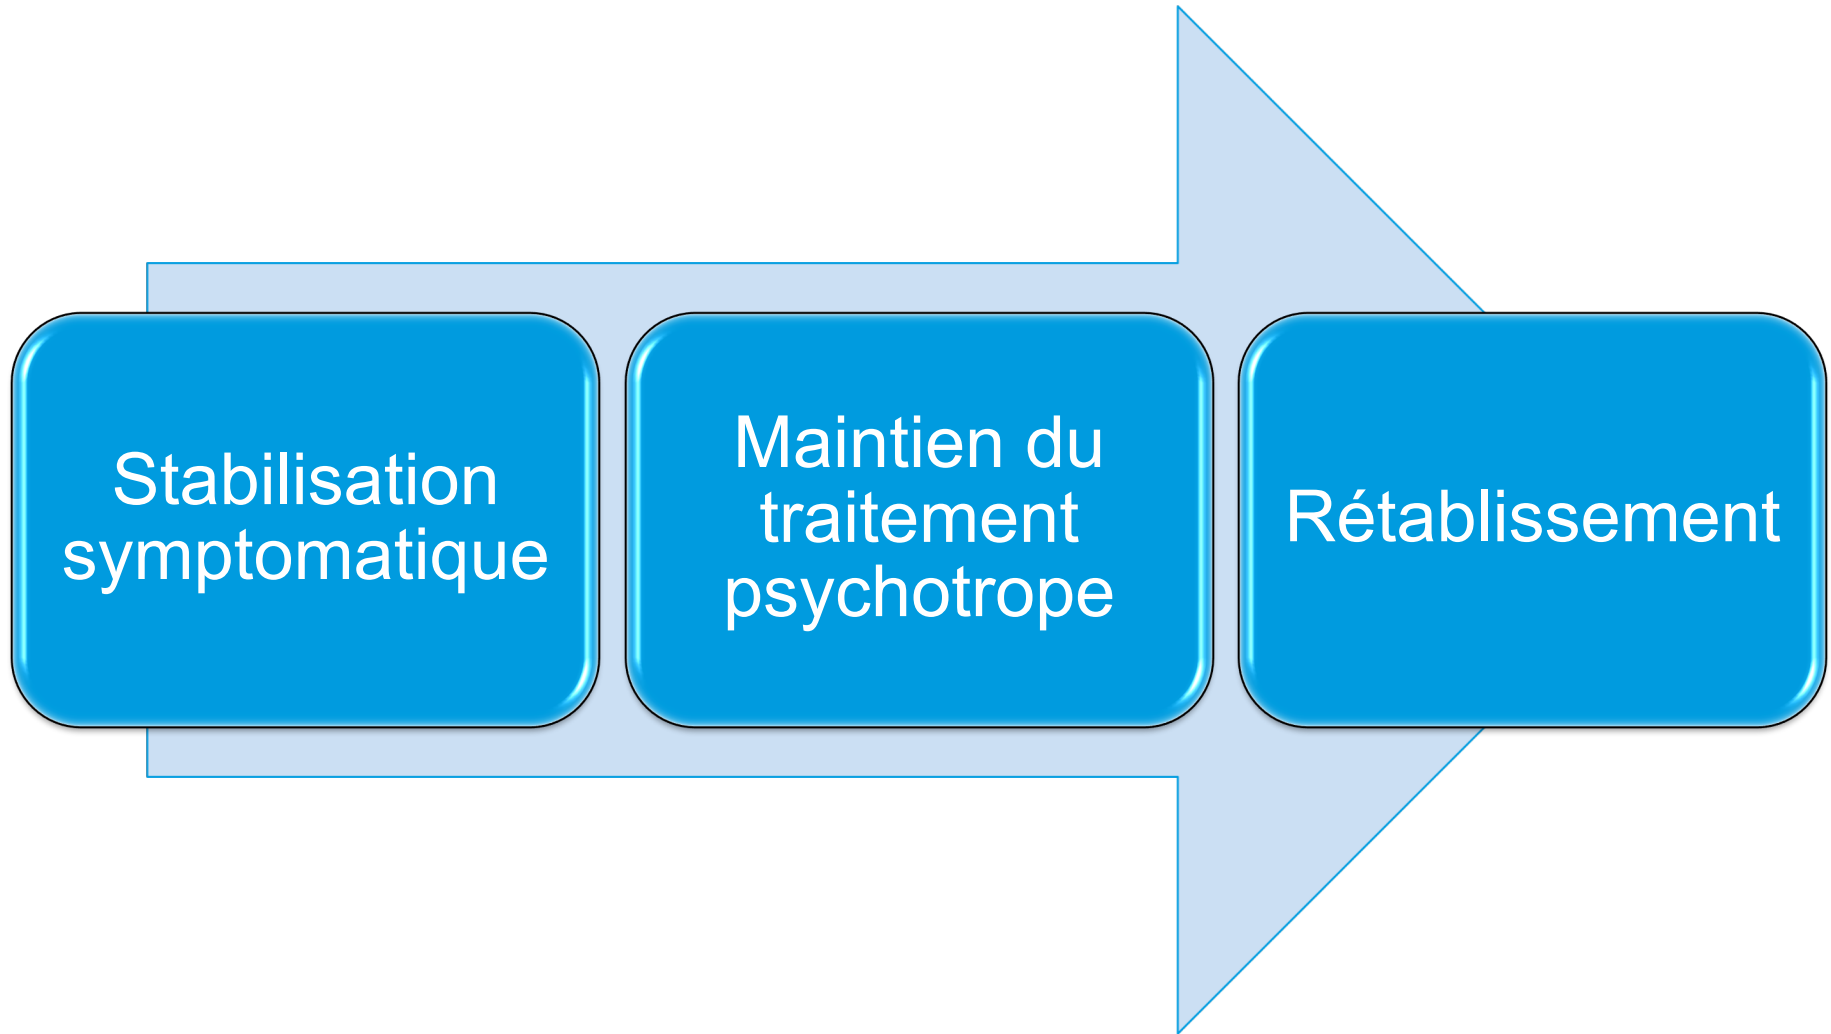 Stabilisation
symptomatique
Maintien du
traitement
psychotrope
Rétablissement